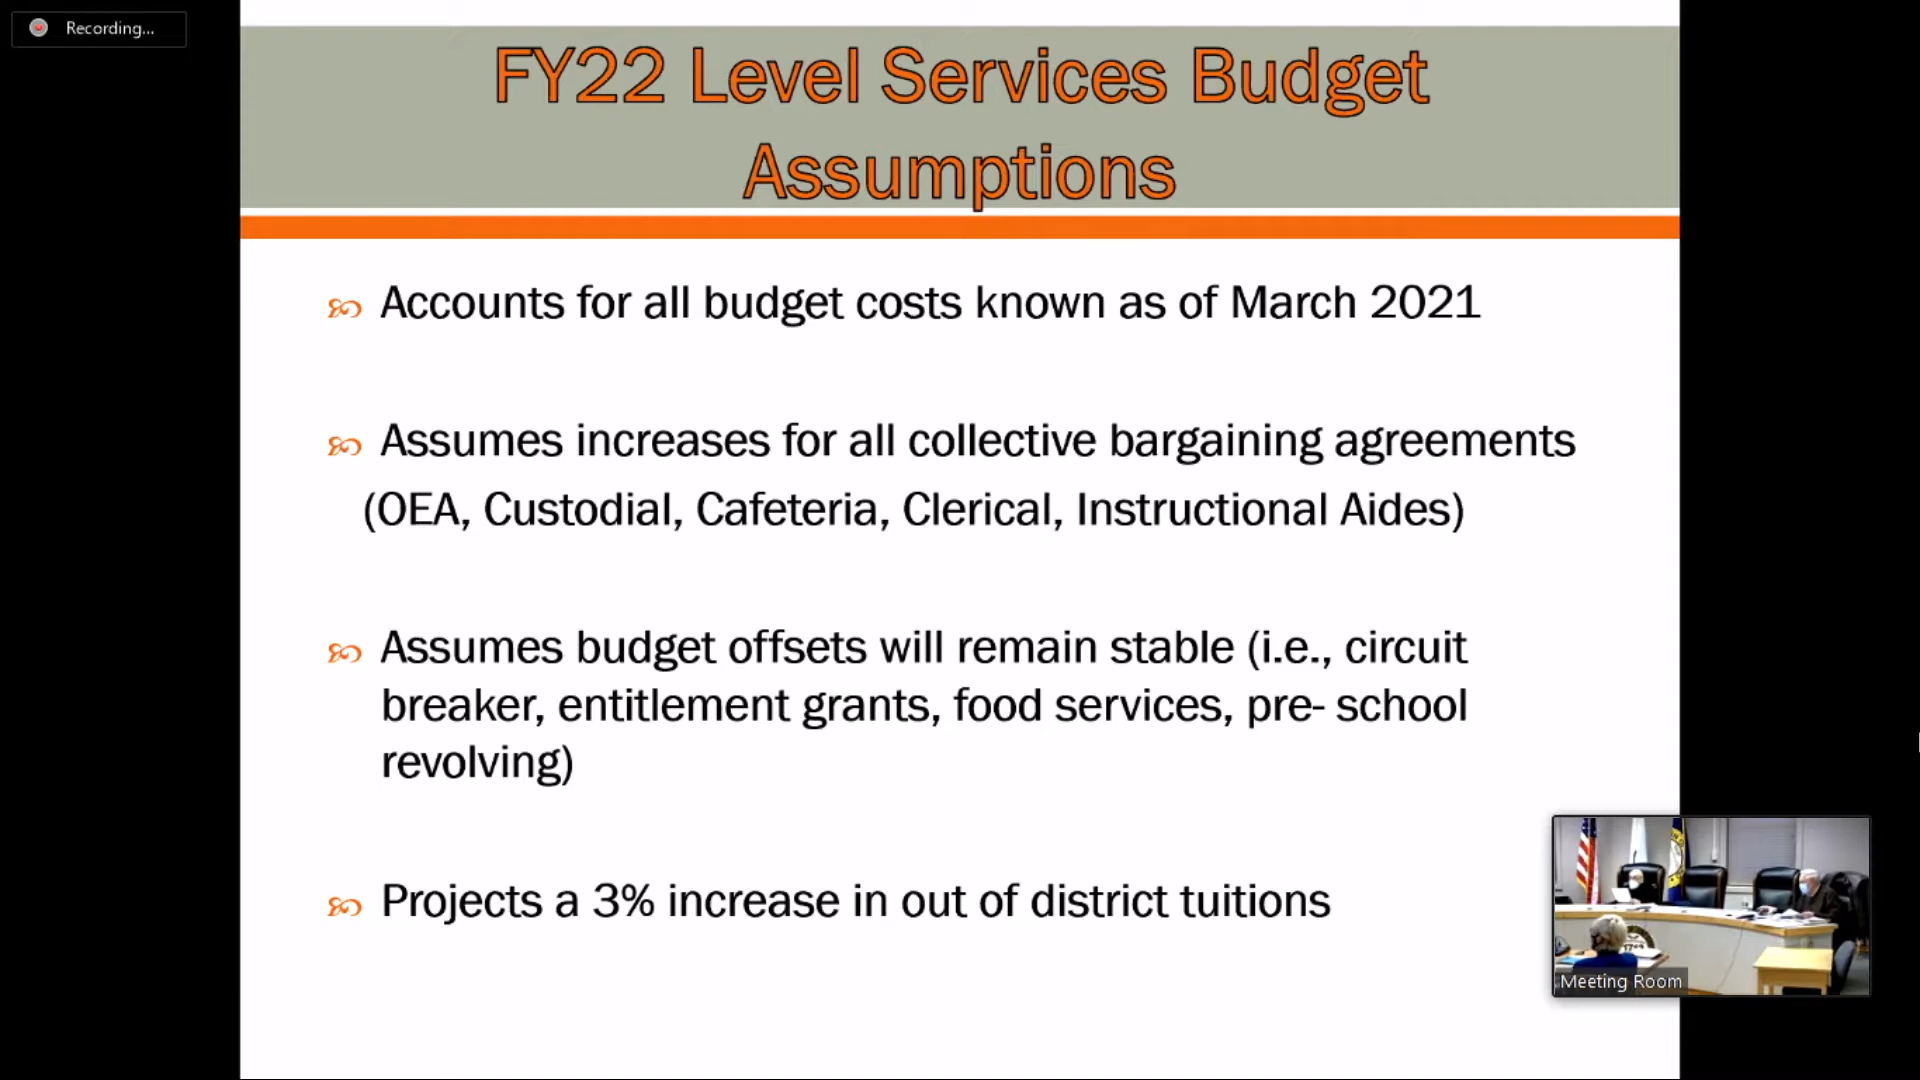 Recording...
FY22 Level Services Budget
Assumptions
Accounts for all budget costs known as of March 2021
Assumes increases for all collective bargaining agreements
(OEA, Custodial, Cafeteria, Clerical, Instructional Aides)
Assumes budget offsets will remain stable (i.e., circuit
breaker, entitlement grants, food services, pre- school
revolving)
Projects a 3% increase in out of district tuitions
Meeting Room